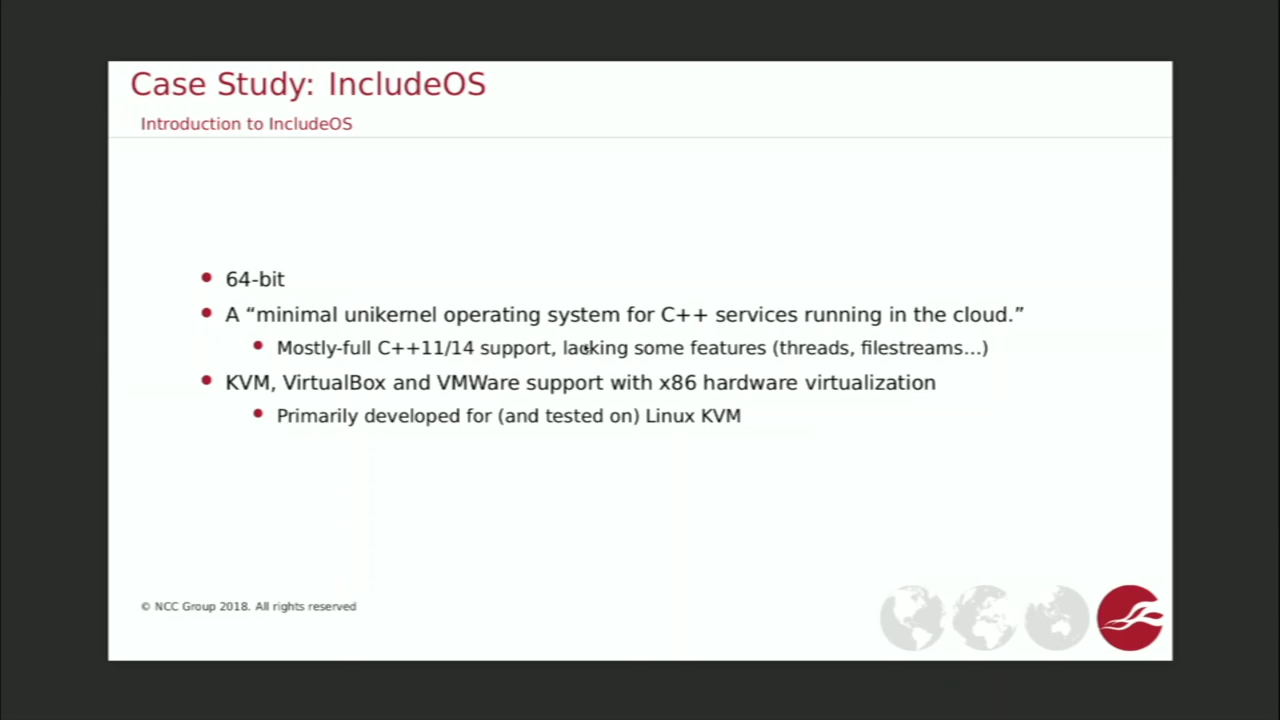 Case Study: IncludeOS
Introduction to IncludeOS
64-bit
A “minimal unikernel operating system for C++ services running in the cloud.”
Mostly-full C++11/14 support, lacking some features (threads, filestreams...)
KVM, VirtualBox and VMWare support with x86 hardware virtualization
Primarily developed for (and tested on) Linux KVM
© NCC Group 2018. All rights reserved